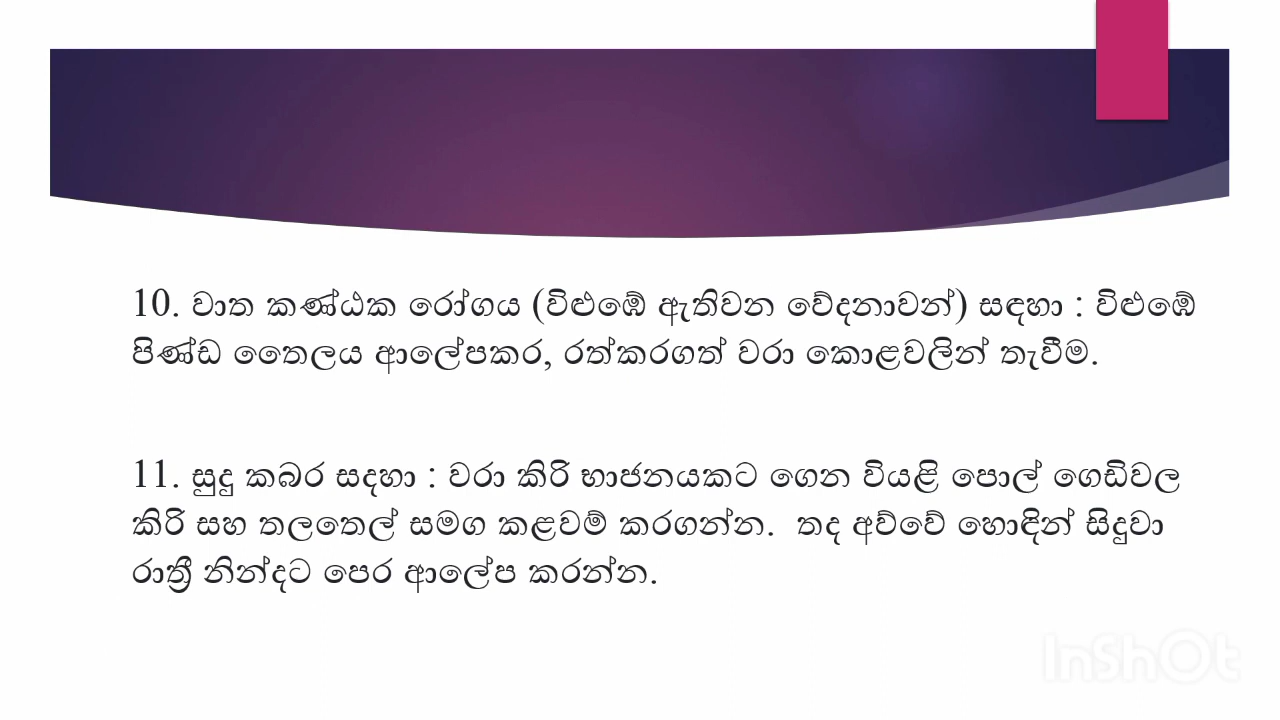 10. වාත කණ්ඨක රෝගය (විළුඹේ ඇතිවන වේදනාවන්) සඳහා : විළුඹේ
පිණ්ඩ තෛලය ආලේපකර, රත්කරගත් වරා කොළවලින් තැවීම.
11. සුදු කබර සදහා : වරා කිරි භාජනයකට ගෙන වියළි පොල් ගෙඩිවල
කිරි සහ තලතෙල් සමග කළවම් කරගන්න. තද අව්වේ හොඳින් සිදුවා
රාත්‍රී නින්දට පෙර ආලේප කරන්න.
InShOt